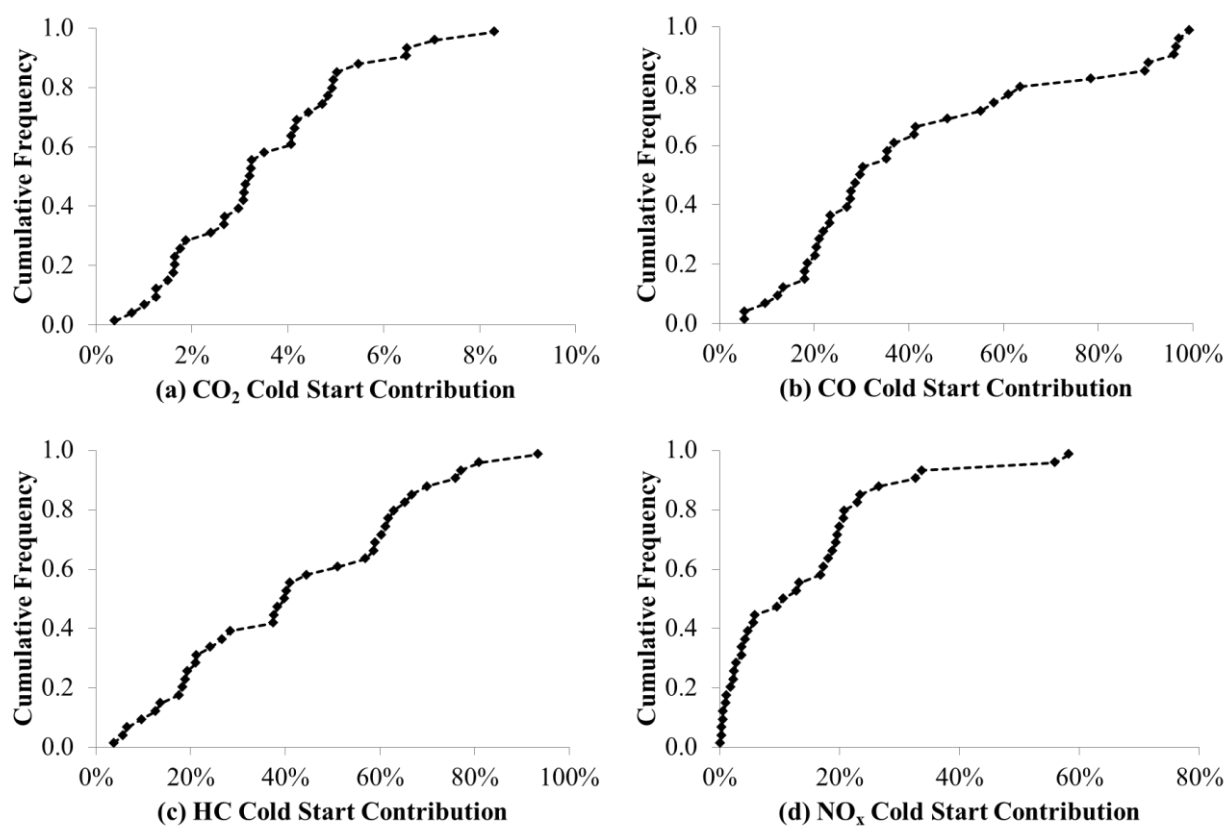 Cumulative Frequency
1.0
0.8
0.6
0.4
0.2
0.0
0% 2% 4% 6% 8% 10%
(a) CO₂ Cold Start Contribution
Cumulative Frequency
1.0
0.8
0.6
0.4
0.2
0.0
0% 20% 40% 60% 80% 100%
(b) CO Cold Start Contribution
Cumulative Frequency
1.0
0.8
0.6
0.4
0.2
0.0
0% 20% 40% 60% 80% 100%
(c) HC Cold Start Contribution
Cumulative Frequency
1.0
0.8
0.6
0.4
0.2
0.0
0% 20% 40% 60% 80%
(d) NOₓ Cold Start Contribution